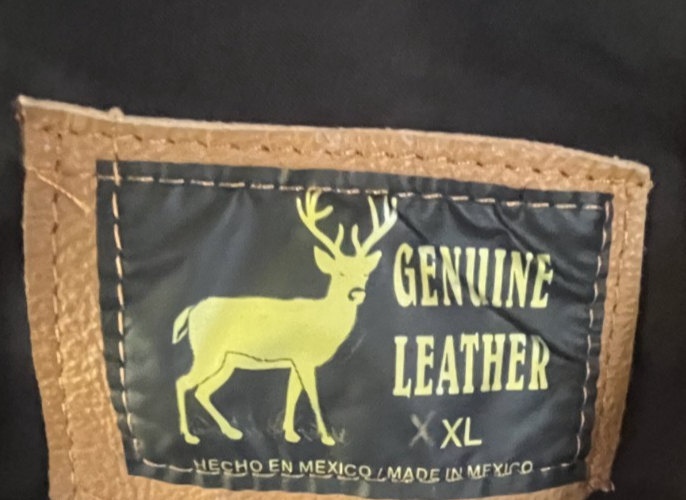 GENUINE
LEATHER
XXL
HECHO EN MEXICO / MADE IN MEXICO